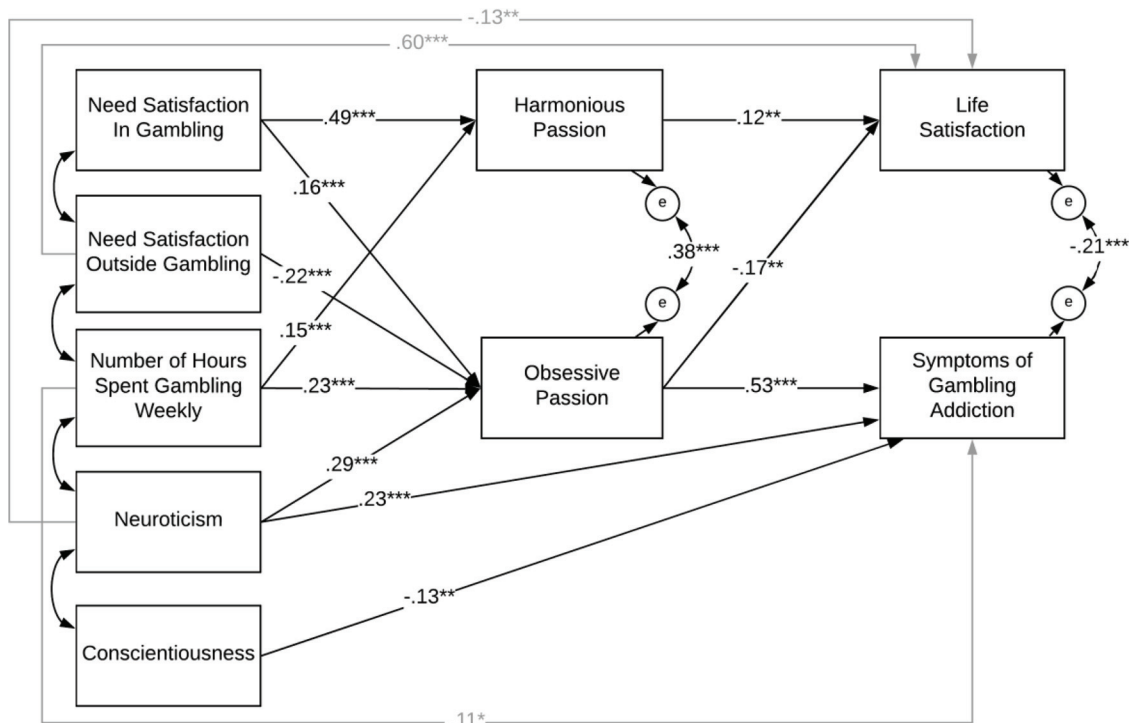 -.13**
.60***
Need Satisfaction
In Gambling
.49***
Harmonious
Passion
.12**
Life
Satisfaction
.16***
e
Need Satisfaction
Outside Gambling
-.22***
.38***
-.17**
e
-.21***
e
e
.15***
Number of Hours
Spent Gambling
Weekly
.23***
Obsessive
Passion
.53***
Symptoms of
Gambling
Addiction
.29***
Neuroticism
.23***
-.13**
Conscientiousness
.11*